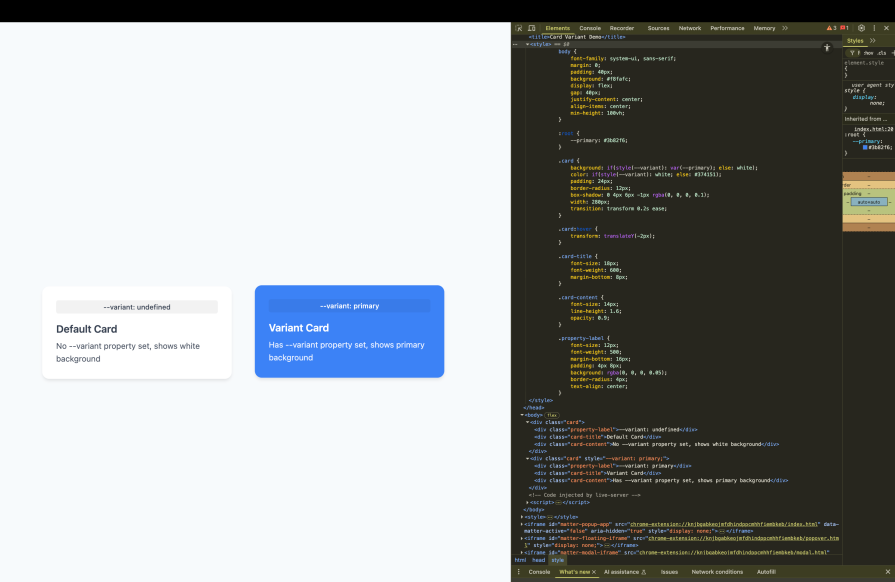 --variant: undefined
Default Card
No --variant property set, shows white
background
--variant: primary
Variant Card
Has --variant property set, shows primary
background
Elements Console Recorder Sources Network Performance Memory
3 1
<title>Card Variant Demo</title>
<style> == $0
body {
font-family: system-ui, sans-serif;
margin: 0;
padding: 40px;
background: #f8fafc;
display: flex;
gap: 40px;
justify-content: center;
align-items: center;
min-height: 100vh;
}
:root {
--primary: #3b82f6;
}
.card {
background: if(style(--variant): var(--primary); else: white);
color: if(style(--variant): white; else: #374151);
padding: 24px;
border-radius: 12px;
box-shadow: 0 4px 6px -1px rgba(0, 0, 0, 0.1);
width: 280px;
transition: transform 0.2s ease;
}
.card:hover {
transform: translateY(-2px);
}
.card-title {
font-size: 18px;
font-weight: 600;
margin-bottom: 8px;
}
.card-content {
font-size: 14px;
line-height: 1.6;
opacity: 0.9;
}
.property-label {
font-size: 12px;
font-weight: 500;
margin-bottom: 16px;
padding: 4px 8px;
background: rgba(0, 0, 0, 0.05);
border-radius: 4px;
text-align: center;
}
</style>
</head>
<body> flex
<div class="card">
<div class="property-label">--variant: undefined</div>
<div class="card-title">Default Card</div>
<div class="card-content">No --variant property set, shows white background</div>
</div>
<div class="card" style="--variant: primary;">
<div class="property-label">--variant: primary</div>
<div class="card-title">Variant Card</div>
<div class="card-content">Has --variant property set, shows primary background</div>
</div>
<!-- Code injected by live-server -->
<script> </script>
</body>
<style> </style>
<iframe id="matter-popup-app" src="chrome-extension://knjbgabkeojmfdhindppcmhhfiembkeb/index.html" data-
matter-active="false" aria-hidden="true" style="display: none;"> </iframe>
<iframe id="matter-floating-iframe" src="chrome-extension://knjbgabkeojmfdhindppcmhhfiembkeb/popover.htm
l" style="display: none;"> </iframe>
<iframe id="matter-modal-iframe" src="chrome-extension://knjbgabkeojmfdhindppcmhhfiembkeb/modal.html"
html head style
Styles
:hov .cls +
element.style
{
}
user agent sty
style {
display:
none;
}
Inherited from ...
index.html:20
:root {
--primary:
#3b82f6;
}
padding
auto×auto
Console What's new × AI assistance Issues Network conditions Autofill